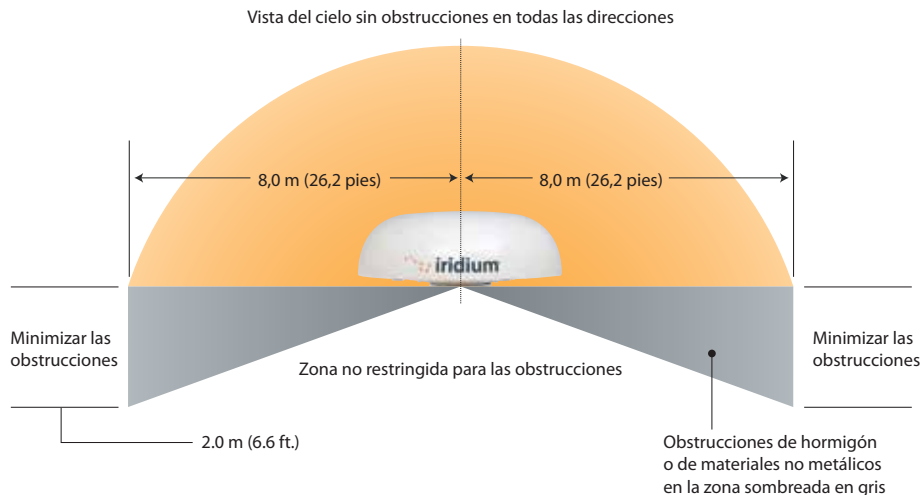 Vista del cielo sin obstrucciones en todas las direcciones
8,0 m (26,2 pies)
8,0 m (26,2 pies)
iridium
Minimizar las
obstrucciones
Zona no restringida para las obstrucciones
Minimizar las
obstrucciones
2.0 m (6.6 ft.)
Obstrucciones de hormigón
o de materiales no metálicos
en la zona sombreada en gris